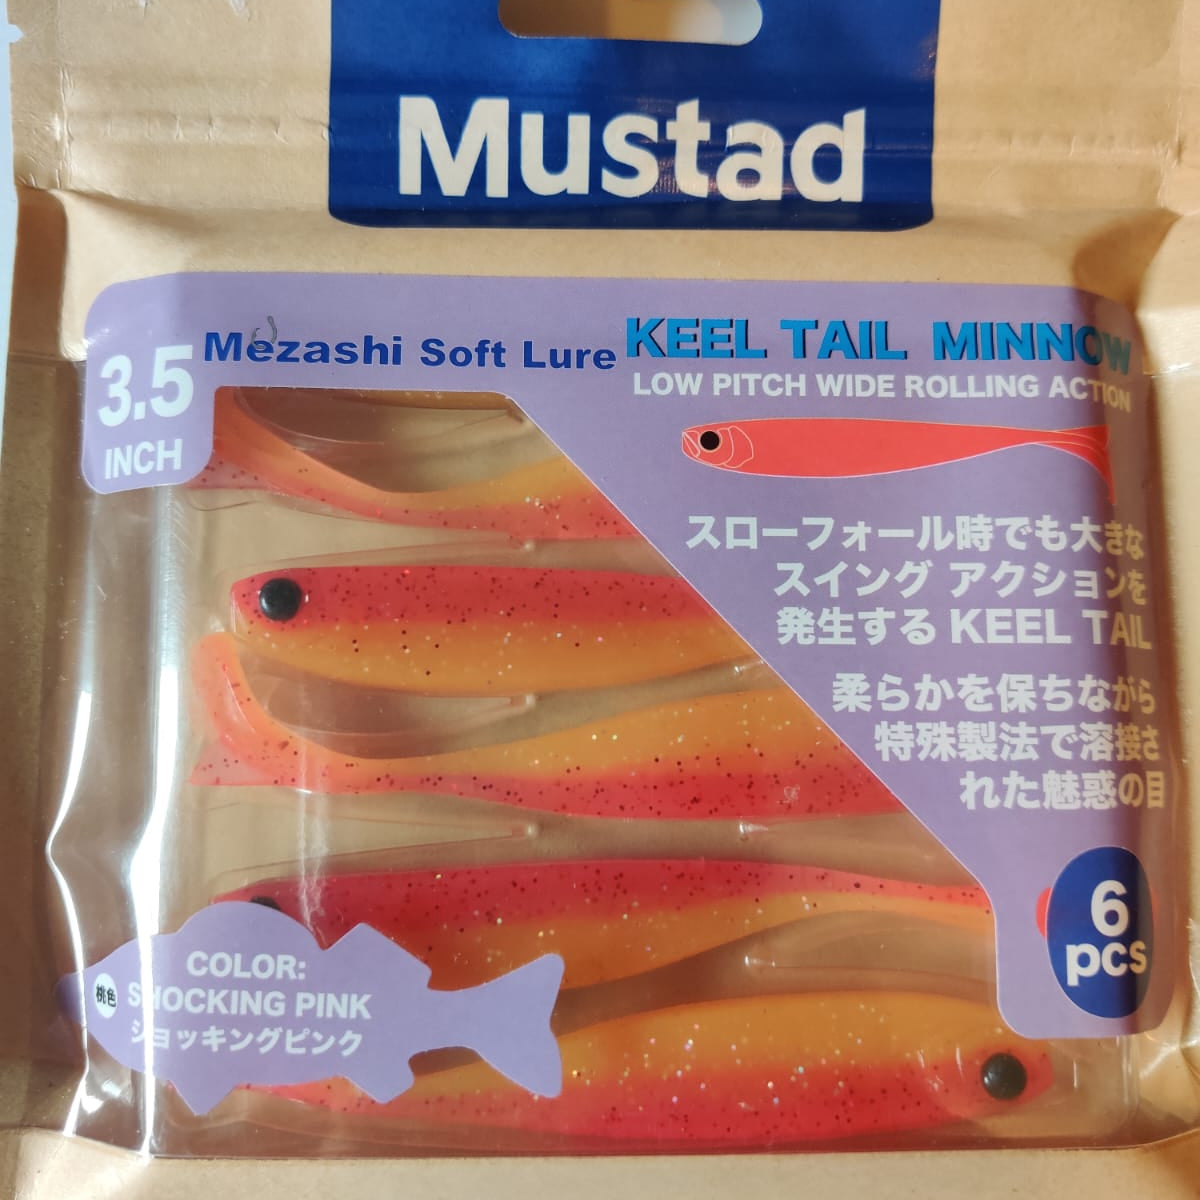 Mustad
3.5
INCH
Mezashi Soft Lure
KEEL TAIL MINNOW
LOW PITCH WIDE ROLLING ACTION
スローフォール時でも大きな
スイング アクションを
発生する KEEL TAIL
柔らかを保ちながら
特殊製法で溶接さ
れた魅惑の目
6
pcs
COLOR:
桃色
SHOCKING PINK
ショッキングピンク